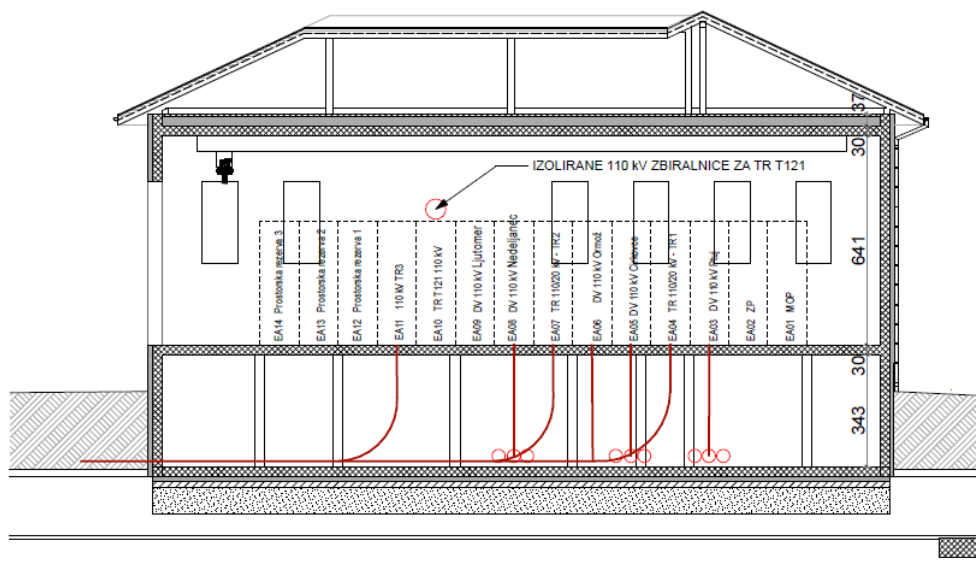 37
30
IZOLIRANE 110 kV ZBIRALNICE ZA TR T121
641
EA14 Prostorska rezerva 3
EA13 Prostorska rezerva 2
EA12 Prostorska rezerva 1
EA11 110 kV TR3
EA10 TR T121 110 kV
EA09 DV 110 kV Ljutomer
EA08 DV 110 kV Nedeljanec
EA07 TR 110/20 kV - TR2
EA06 DV 110 kV Ormož
EA05 DV 110 kV Cirkovce
EA04 TR 110/20 kV - TR1
EA03 DV 110 kV Ptuj
EA02 ZP
EA01 MOP
30
343